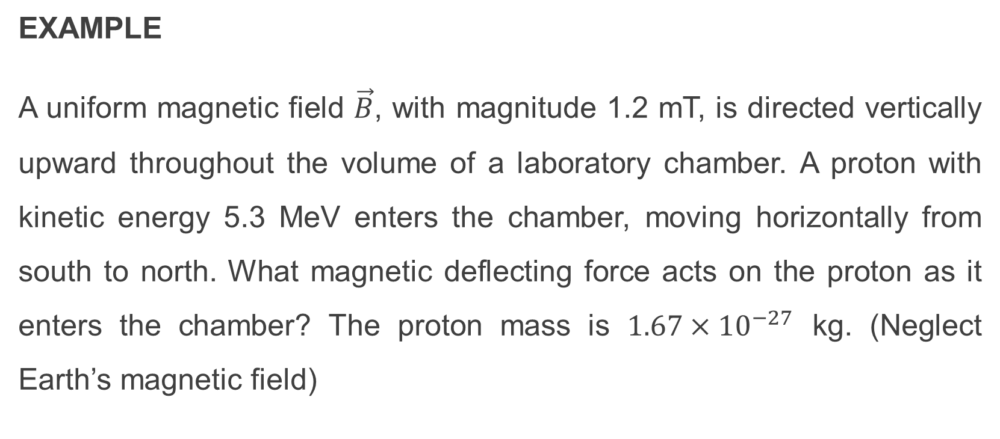 EXAMPLE
A uniform magnetic field B⃗, with magnitude 1.2 mT, is directed vertically
upward throughout the volume of a laboratory chamber. A proton with
kinetic energy 5.3 MeV enters the chamber, moving horizontally from
south to north. What magnetic deflecting force acts on the proton as it
enters the chamber? The proton mass is 1.67 × 10⁻²⁷ kg. (Neglect
Earth’s magnetic field)